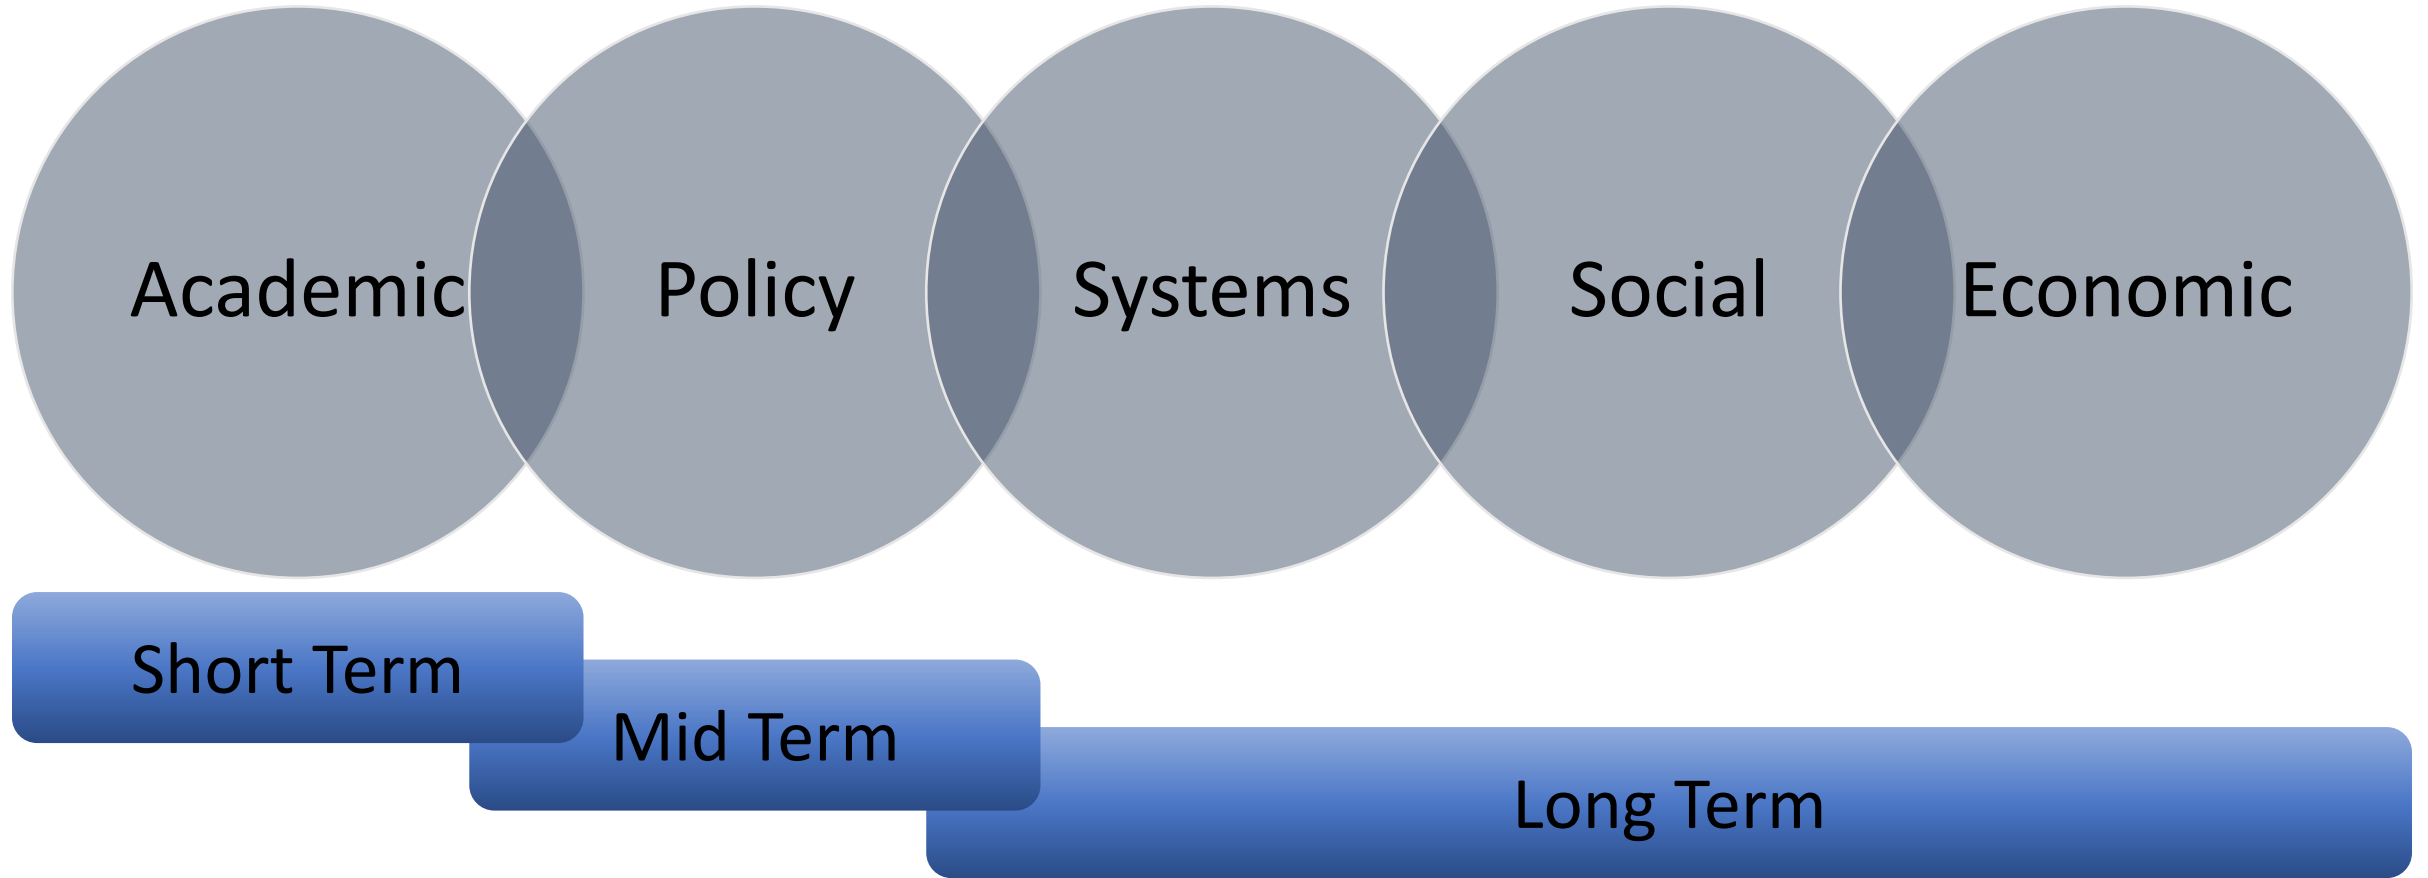 Academic
Policy
Systems
Social
Economic
Short Term
Mid Term
Long Term